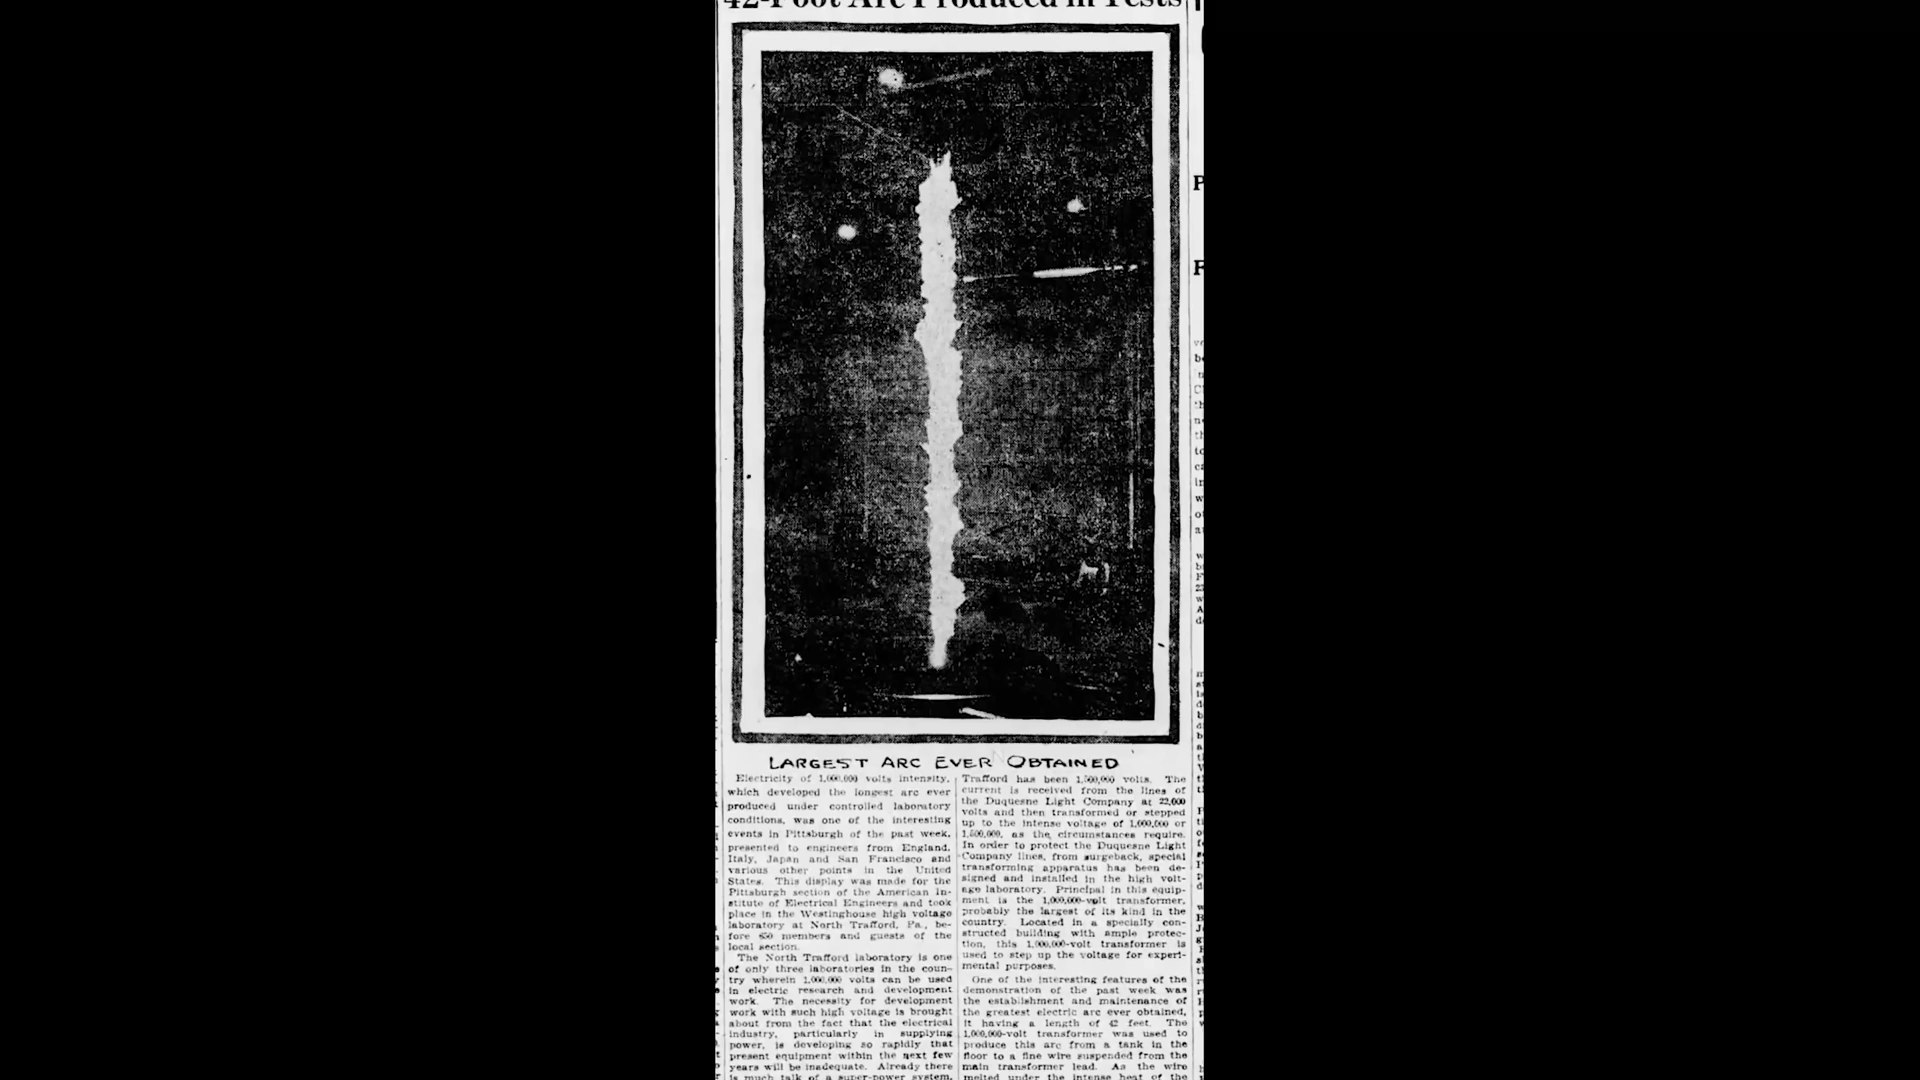 42-Foot Arc Produced in Tests
LARGEST ARC EVER OBTAINED
Electricity of 1,000,000 volts intensity,
which developed the longest arc ever
produced under controlled laboratory
conditions, was one of the interesting
events in Pittsburgh of the past week,
presented to engineers from England,
Italy, Japan and San Francisco and
various other points in the United
States. This display was made for the
Pittsburgh section of the American In-
stitute of Electrical Engineers and took
place in the Westinghouse high voltage
laboratory at North Trafford, Pa., be-
fore 650 members and guests of the
local section.
The North Trafford laboratory is one
of only three laboratories in the coun-
try wherein 1,000,000 volts can be used
in electric research and development
work. The necessity for development
work with such high voltage is brought
about from the fact that the electrical
industry, particularly in supplying
power, is developing so rapidly that
present equipment within the next few
years will be inadequate. Already there
is much talk of a super-power system,
Trafford has been 1,500,000 volts. The
current is received from the lines of
the Duquesne Light Company at 22,000
volts and then transformed or stepped
up to the intense voltage of 1,000,000 or
1,500,000, as the circumstances require.
In order to protect the Duquesne Light
Company lines, from surgeback, special
transforming apparatus has been de-
signed and installed in the high volt-
age laboratory. Principal in this equip-
ment is the 1,000,000-volt transformer,
probably the largest of its kind in the
country. Located in a specially con-
structed building with ample protec-
tion, this 1,000,000-volt transformer is
used to step up the voltage for experi-
mental purposes.
One of the interesting features of the
demonstration of the past week was
the establishment and maintenance of
the greatest electric arc ever obtained,
it having a length of 42 feet. The
1,000,000-volt transformer was used to
produce this arc from a tank in the
floor to a fine wire suspended from the
main transformer lead. As the wire
melted under the intense heat of the